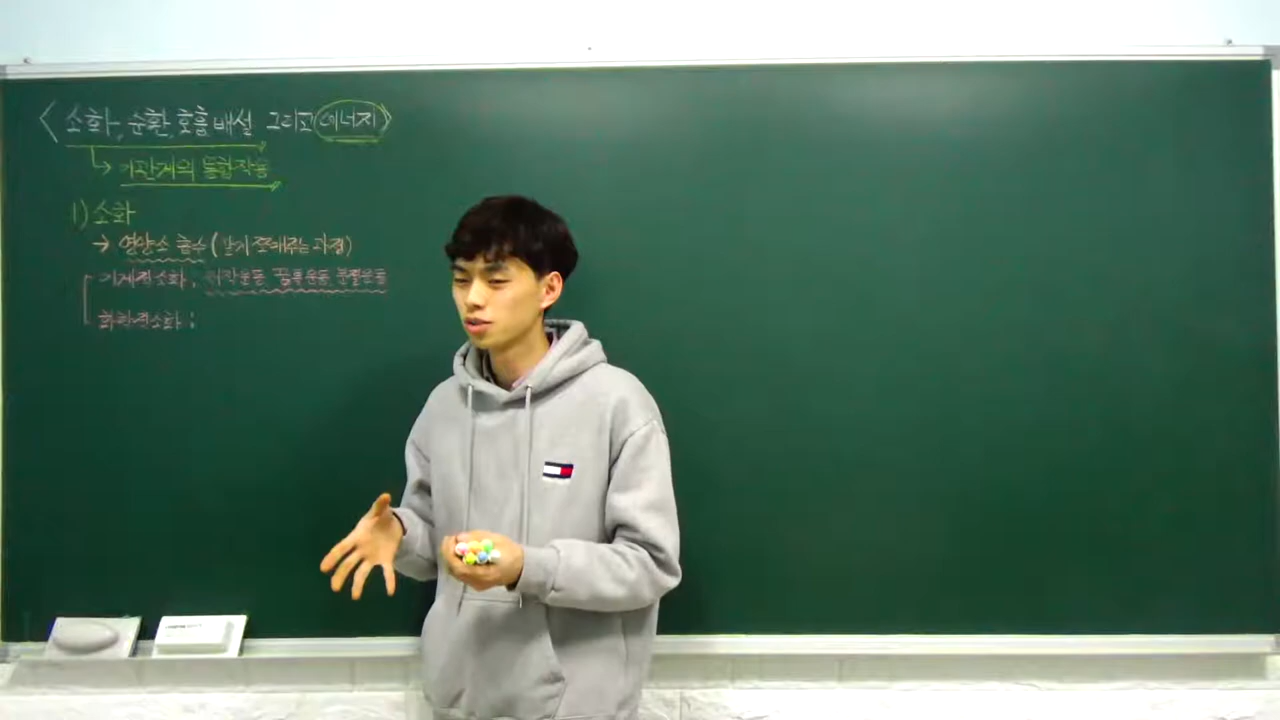 <소화, 순환, 호흡 배설 그리고 에너지>
↳ 기관계의 통합작용
1) 소화
→ 영양소 흡수 (잘게 쪼개주는 과정)
기계적소화 : 저작운동, 꿈틀운동, 분절운동
화학적소화 :